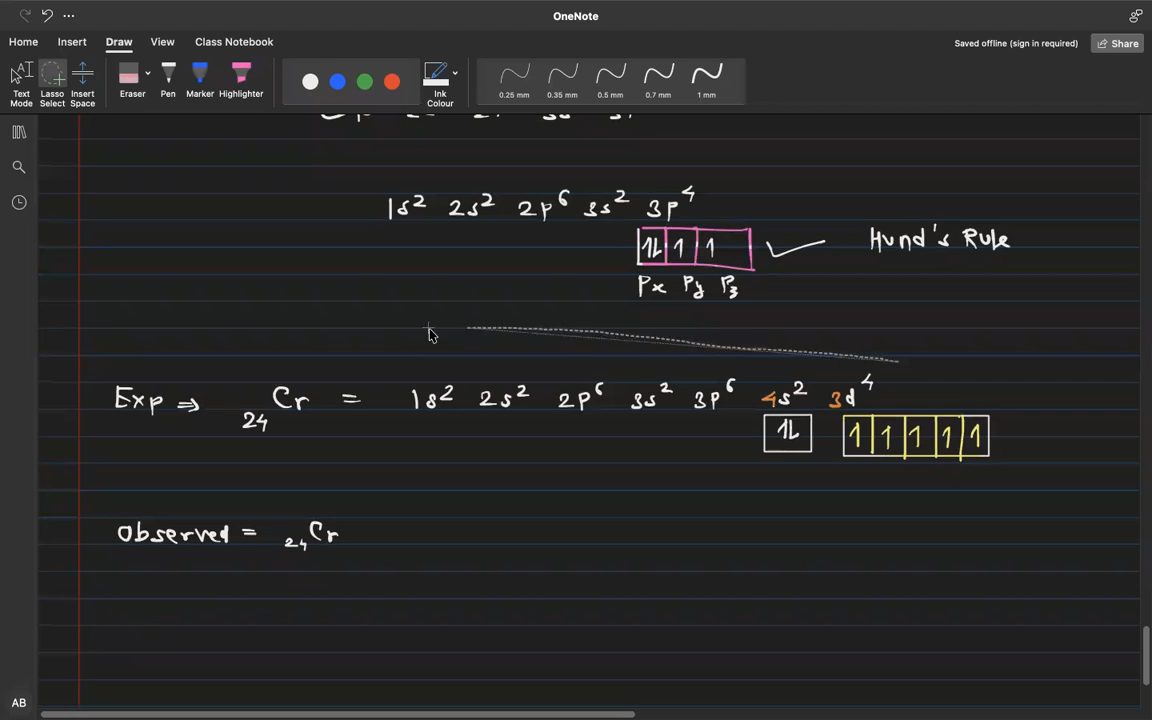 OneNote
Home Insert Draw View Class Notebook
Saved offline (sign in required) Share
Text Mode
Lasso Select
Insert Space
Eraser
Pen
Marker
Highlighter
Ink Colour
0.25 mm 0.35 mm 0.5 mm 0.7 mm 1 mm
1s² 2s² 2p⁶ 3s² 3p⁴
1L 1 1 Hund's Rule
Px Py Pz
Exp ⇒ ₂₄Cr = 1s² 2s² 2p⁶ 3s² 3p⁶ 4s² 3d⁴
1L 1 1 1 1 1
Observed = ₂₄Cr
AB